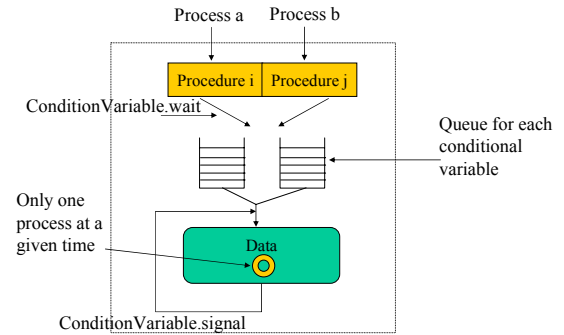 Process a
Process b
Procedure i
Procedure j
ConditionVariable.wait
Queue for each
conditional
variable
Only one
process at a
given time
Data
ConditionVariable.signal